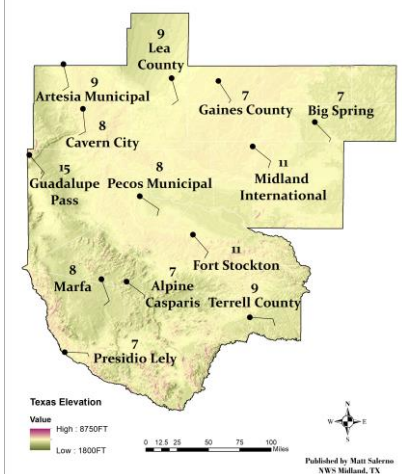 9
Lea
County
9
Artesia Municipal
7
Gaines County
7
Big Spring
8
Cavern City
11
Midland
International
15
Guadalupe
Pass
8
Pecos Municipal
11
Fort Stockton
8
Marfa
7
Alpine
Casparis
9
Terrell County
7
Presidio Lely
Texas Elevation
Value
High : 8750FT
Low : 1800FT
0 12.5 25 50 75 100
Miles
N
W E
S
Published by Matt Salerno
NWS Midland, TX